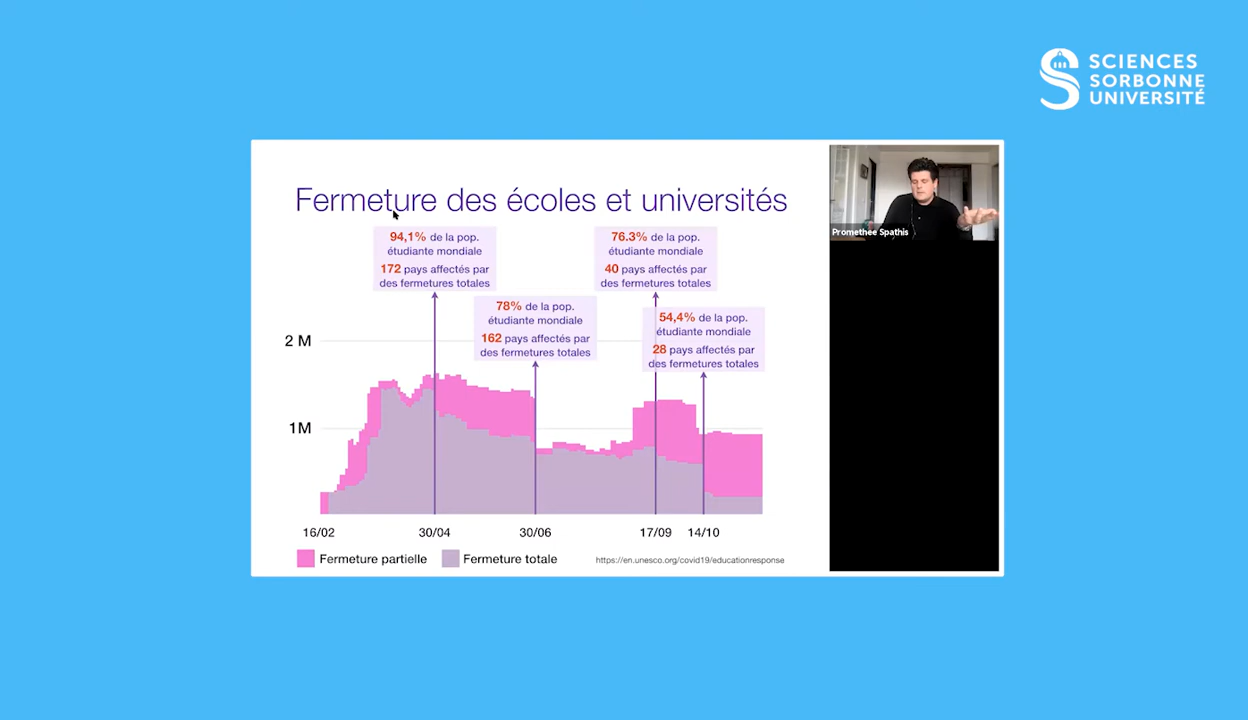 SCIENCES
SORBONNE
UNIVERSITÉ
Fermeture des écoles et universités
94,1% de la pop.
étudiante mondiale
172 pays affectés par
des fermetures totales
76.3% de la pop.
étudiante mondiale
40 pays affectés par
des fermetures totales
78% de la pop.
étudiante mondiale
162 pays affectés par
des fermetures totales
54,4% de la pop.
étudiante mondiale
28 pays affectés par
des fermetures totales
2 M
1M
16/02
30/04
30/06
17/09
14/10
Fermeture partielle
Fermeture totale
https://en.unesco.org/covid19/educationresponse
Promethee Spathis